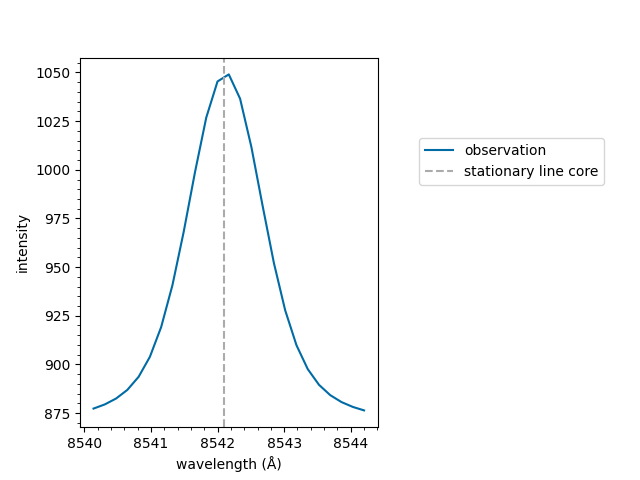 1050
1025
1000
975
950
925
900
875
intensity
8540 8541 8542 8543 8544
wavelength (Å)
observation
stationary line core